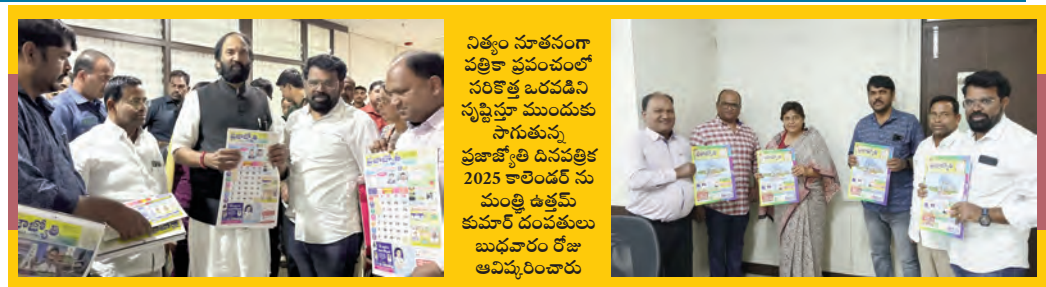 నిత్యం నూతనంగా
పత్రికా ప్రపంచంలో
సరికొత్త ఒరవడిని
సృష్టిస్తూ ముందుకు
సాగుతున్న
ప్రజాజ్యోతి దినపత్రిక
2025 కాలెండర్ ను
మంత్రి ఉత్తమ్
కుమార్ దంపతులు
బుధవారం రోజు
ఆవిష్కరించారు